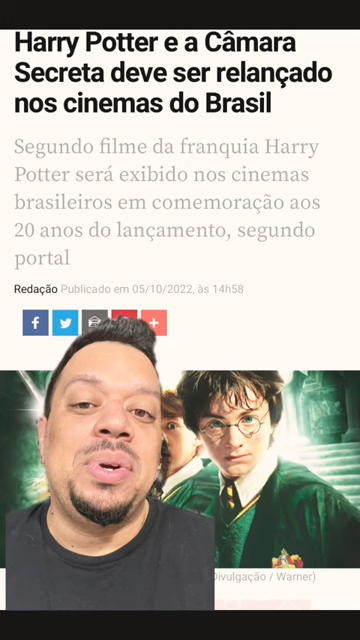 Harry Potter e a Câmara
Secreta deve ser relançado
nos cinemas do Brasil
Segundo filme da franquia Harry
Potter será exibido nos cinemas
brasileiros em comemoração aos
20 anos do lançamento, segundo
portal
Redação Publicado em 05/10/2022, às 14h58
Divulgação / Warner)